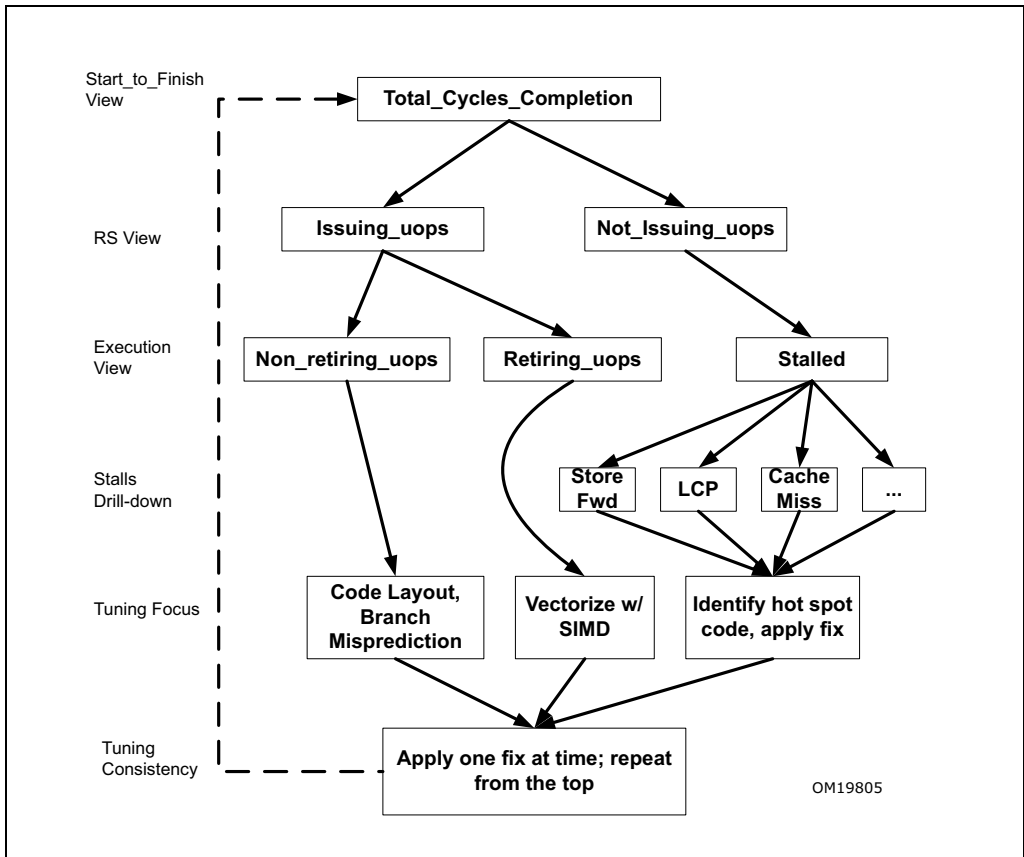 Start_to_Finish
View
Total_Cycles_Completion
RS View
Issuing_uops
Not_Issuing_uops
Execution
View
Non_retiring_uops
Retiring_uops
Stalled
Stalls
Drill-down
Store
Fwd
LCP
Cache
Miss
...
Tuning Focus
Code Layout,
Branch
Misprediction
Vectorize w/
SIMD
Identify hot spot
code, apply fix
Tuning
Consistency
Apply one fix at time; repeat
from the top
OM19805